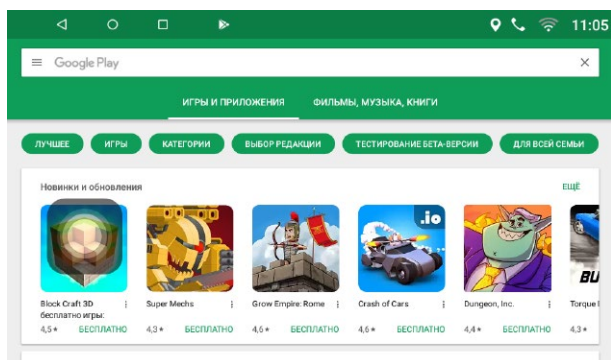 11:05
Google Play
ИГРЫ И ПРИЛОЖЕНИЯ ФИЛЬМЫ, МУЗЫКА, КНИГИ
ЛУЧШЕЕ ИГРЫ КАТЕГОРИИ ВЫБОР РЕДАКЦИИ ТЕСТИРОВАНИЕ БЕТА-ВЕРСИИ ДЛЯ ВСЕЙ СЕМЬИ
Новинки и обновления ЕЩЁ
.io
BU
Block Craft 3D Super Mechs Grow Empire: Rome Crash of Cars Dungeon, Inc. Torque
бесплатно игры:
4,5★ БЕСПЛАТНО 4,3★ БЕСПЛАТНО 4,6★ БЕСПЛАТНО 4,6★ БЕСПЛАТНО 4,4★ БЕСПЛАТНО 4,3★